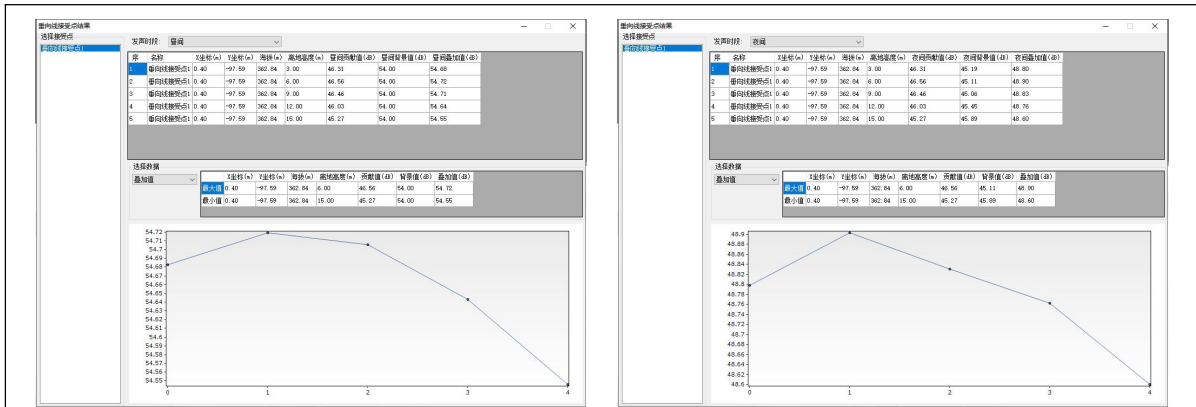 垂向线接受点结果
选择接受点
垂向线接受点1
发声时段: 昼间
序 名称 X坐标(m) Y坐标(m) 海拔(m) 离地高度(m) 昼间贡献值(dB) 昼间背景值(dB) 昼间叠加值(dB)
1 垂向线接受点1 0.40 -97.59 362.84 3.00 46.31 54.00 54.68
2 垂向线接受点1 0.40 -97.59 362.84 6.00 46.56 54.00 54.72
3 垂向线接受点1 0.40 -97.59 362.84 9.00 46.46 54.00 54.71
4 垂向线接受点1 0.40 -97.59 362.84 12.00 46.03 54.00 54.64
5 垂向线接受点1 0.40 -97.59 362.84 15.00 45.27 54.00 54.55
选择数据
叠加值
X坐标(m) Y坐标(m) 海拔(m) 离地高度(m) 贡献值(dB) 背景值(dB) 叠加值(dB)
最大值 0.40 -97.59 362.84 6.00 46.56 54.00 54.72
最小值 0.40 -97.59 362.84 15.00 45.27 54.00 54.55
54.72
54.71
54.7
54.69
54.68
54.67
54.66
54.65
54.64
54.63
54.62
54.61
54.6
54.59
54.58
54.57
54.56
54.55
0 1 2 3 4
垂向线接受点结果
选择接受点
垂向线接受点1
发声时段: 夜间
序 名称 X坐标(m) Y坐标(m) 海拔(m) 离地高度(m) 夜间贡献值(dB) 夜间背景值(dB) 夜间叠加值(dB)
1 垂向线接受点1 0.40 -97.59 362.84 3.00 46.31 45.19 48.80
2 垂向线接受点1 0.40 -97.59 362.84 6.00 46.56 45.11 48.90
3 垂向线接受点1 0.40 -97.59 362.84 9.00 46.46 45.06 48.83
4 垂向线接受点1 0.40 -97.59 362.84 12.00 46.03 45.45 48.76
5 垂向线接受点1 0.40 -97.59 362.84 15.00 45.27 45.89 48.60
选择数据
叠加值
X坐标(m) Y坐标(m) 海拔(m) 离地高度(m) 贡献值(dB) 背景值(dB) 叠加值(dB)
最大值 0.40 -97.59 362.84 6.00 46.56 45.11 48.90
最小值 0.40 -97.59 362.84 15.00 45.27 45.89 48.60
48.9
48.88
48.86
48.84
48.82
48.8
48.78
48.76
48.74
48.72
48.7
48.68
48.66
48.64
48.62
48.6
0 1 2 3 4